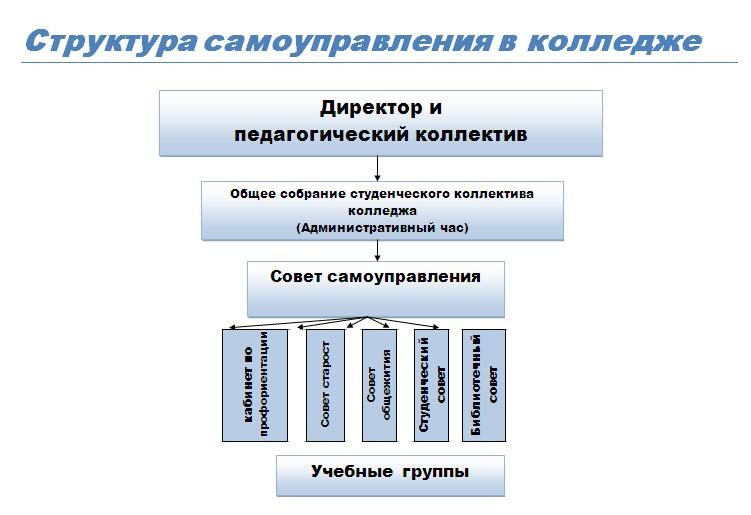 Структура самоуправления в колледже
Директор и
педагогический коллектив
Общее собрание студенческого коллектива
колледжа
(Административный час)
Совет самоуправления
кабинет по
профориентации
Совет старост
Совет
общежития
Студенческий
совет
Библиотечный
совет
Учебные группы